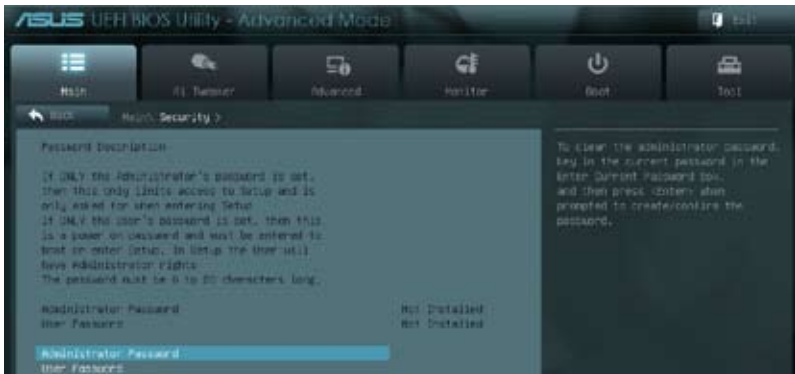 ASUS UEFI BIOS Utility - Advanced Mode
Exit
Main
Ai Tweaker
Advanced
Monitor
Boot
Tool
Back
Main\ Security >
Password Description
If ONLY the Administrator's password is set,
then this only limits access to Setup and is
only asked for when entering Setup
If ONLY the User's password is set, then this
is a power on password and must be entered to
boot or enter Setup. In Setup the User will
have Administrator rights
The password must be 3 to 20 characters long.
Administrator Password Not Installed
User Password Not Installed
Administrator Password
User Password
To clear the administrator password,
key in the current password in the
Enter Current Password box,
and then press <Enter> when
prompted to create/confirm the
password.